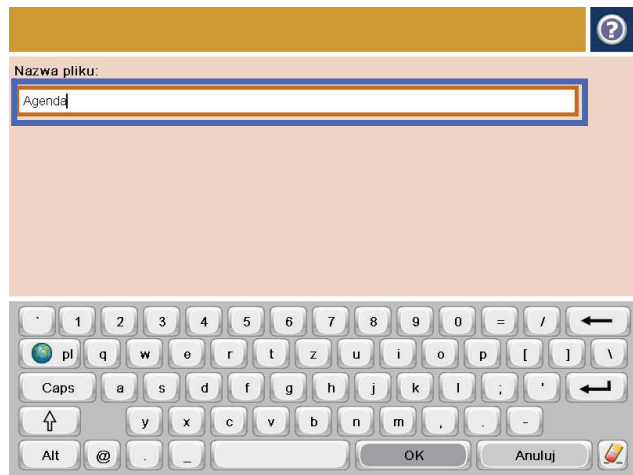 ?
Nazwa pliku:
Agenda
` 1 2 3 4 5 6 7 8 9 0 = /
pl q w e r t z u i o p [ ] \
Caps a s d f g h j k l ; '
y x c v b n m , . -
Alt @ . _ OK Anuluj